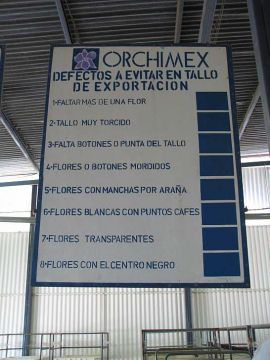 ORCHIMEX
DEFECTOS A EVITAR EN TALLO
DE EXPORTACION
1-FALTAR MAS DE UNA FLOR
2-TALLO MUY TORCIDO
3-FALTA BOTONES O PUNTA DEL TALLO
4-FLORES O BOTONES MORDIDOS
5-FLORES CON MANCHAS POR ARAÑA
6-FLORES BLANCAS CON PUNTOS CAFES
7-FLORES TRANSPARENTES
8-FLORES CON EL CENTRO NEGRO